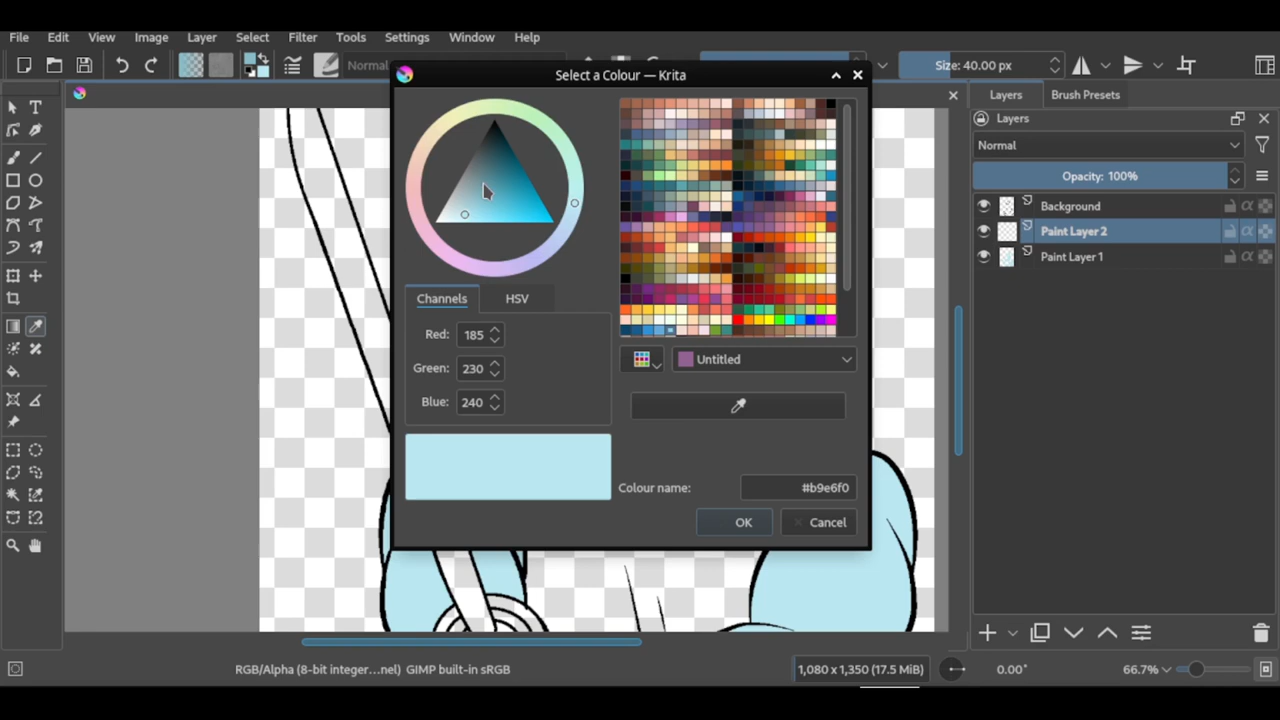 File Edit View Image Layer Select Filter Tools Settings Window Help
Normal
Size: 40.00 px
Select a Colour — Krita
Layers Brush Presets
Layers
Normal
Opacity: 100%
Background
Paint Layer 2
Paint Layer 1
Channels HSV
Red: 185
Green: 230
Blue: 240
Untitled
Colour name: #b9e6f0
OK Cancel
RGB/Alpha (8-bit integer...nel) GIMP built-in sRGB
1,080 x 1,350 (17.5 MiB)
0.00°
66.7%